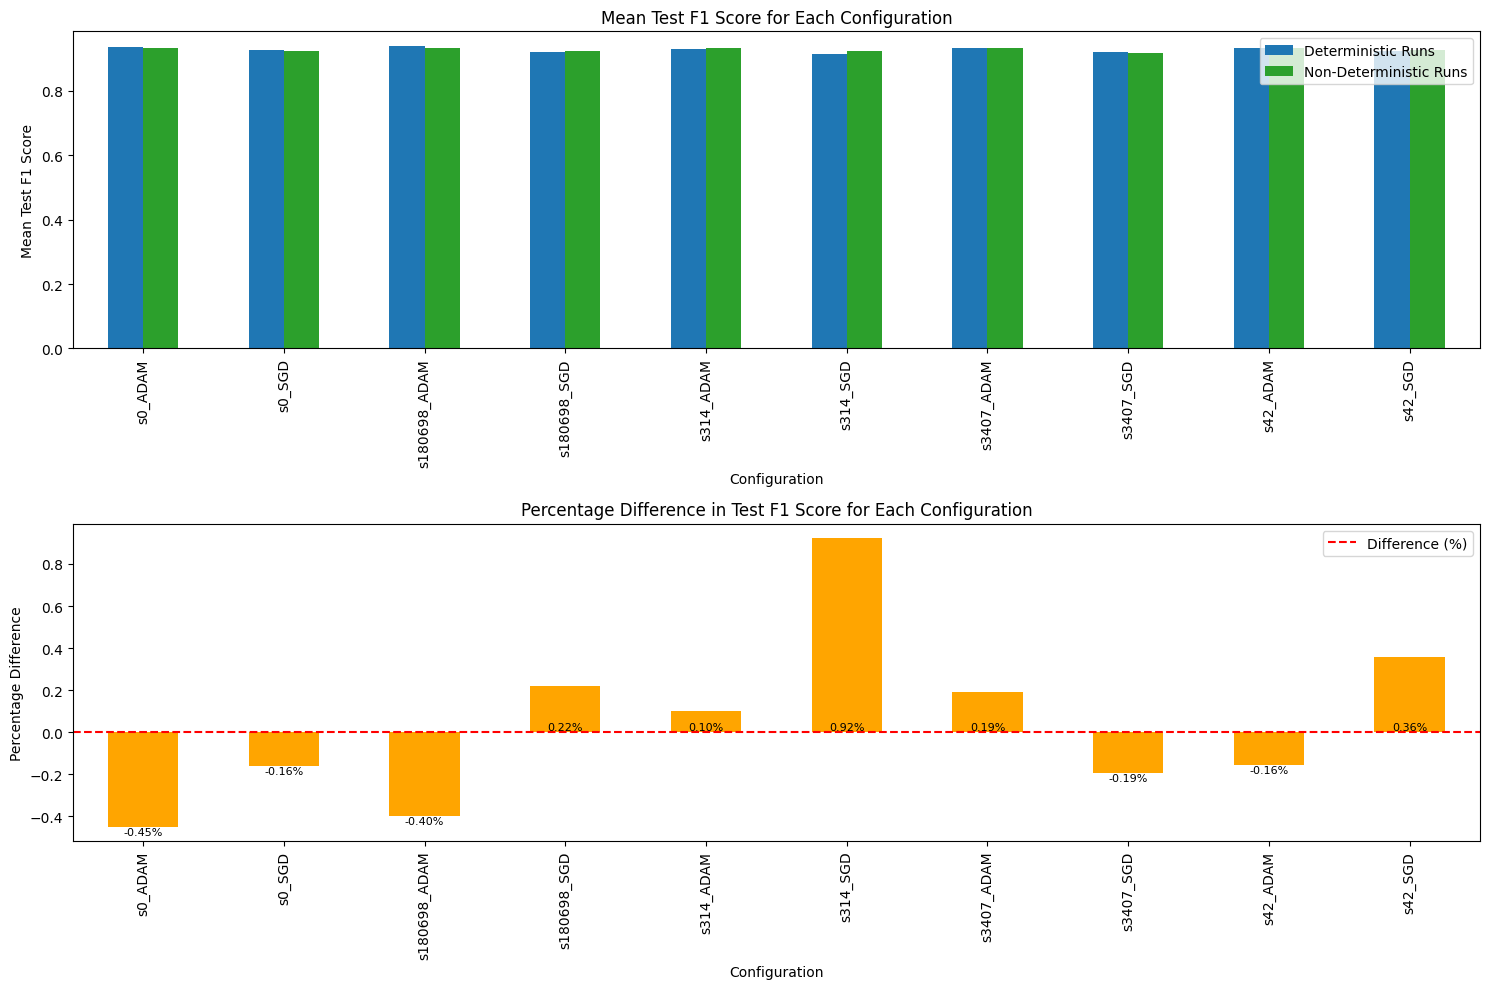 Mean Test F1 Score for Each Configuration
Mean Test F1 Score
0.8
0.6
0.4
0.2
0.0
Deterministic Runs
Non-Deterministic Runs
s0_ADAM
s0_SGD
s180698_ADAM
s180698_SGD
s314_ADAM
s314_SGD
s3407_ADAM
s3407_SGD
s42_ADAM
s42_SGD
Configuration
Percentage Difference in Test F1 Score for Each Configuration
Percentage Difference
0.8
0.6
0.4
0.2
0.0
−0.2
−0.4
Difference (%)
-0.45%
-0.16%
-0.40%
0.22%
0.10%
0.92%
0.19%
-0.19%
-0.16%
0.36%
s0_ADAM
s0_SGD
s180698_ADAM
s180698_SGD
s314_ADAM
s314_SGD
s3407_ADAM
s3407_SGD
s42_ADAM
s42_SGD
Configuration